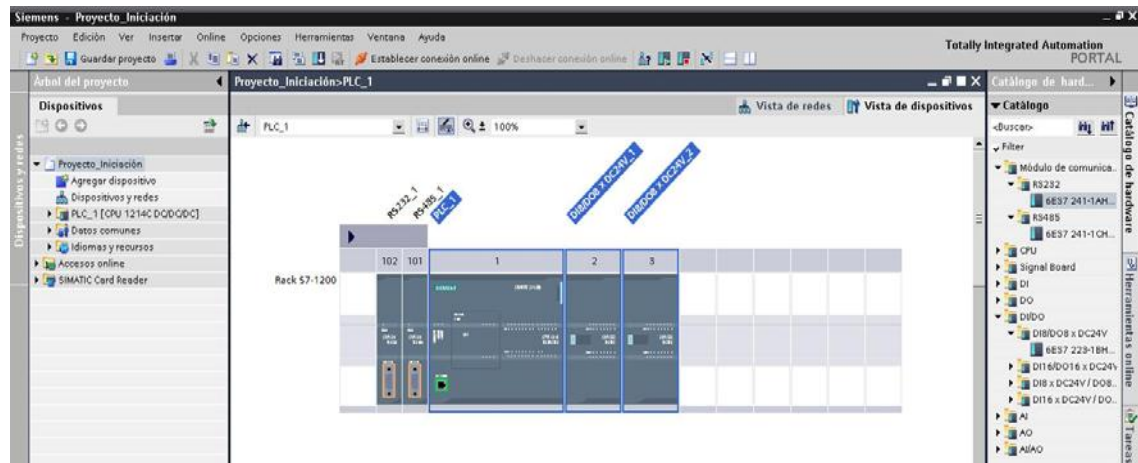 Siemens - Proyecto_Iniciación
Proyecto Edición Ver Insertar Online Opciones Herramientas Ventana Ayuda
Totally Integrated Automation
PORTAL
Guardar proyecto
Establecer conexión online
Deshacer conexión online
Árbol del proyecto
Dispositivos
Proyecto_Iniciación
Agregar dispositivo
Dispositivos y redes
PLC_1 [CPU 1214C DC/DC/DC]
Datos comunes
Idiomas y recursos
Accesos online
SIMATIC Card Reader
Dispositivos y redes
Proyecto_Iniciación>PLC_1
Vista de redes
Vista de dispositivos
PLC_1
100%
RS232_1
RS485_1
PLC_1
DI8/DO8 x DC24V_1
DI8/DO8 x DC24V_2
102 101 1 2 3
Rack S7-1200
Catálogo de hard...
Catálogo
<Buscar>
Filter
Módulo de comunica..
RS232
6ES7 241-1AH...
RS485
6ES7 241-1CH...
CPU
Signal Board
DI
DO
DI/DO
DI8/DO8 x DC24V
6ES7 223-1BH...
DI16/DO16 x DC24V
DI8 x DC24V / DO8..
DI16 x DC24V / DO..
AI
AO
AI/AO
Catálogo de hardware
Herramientas online
Tareas